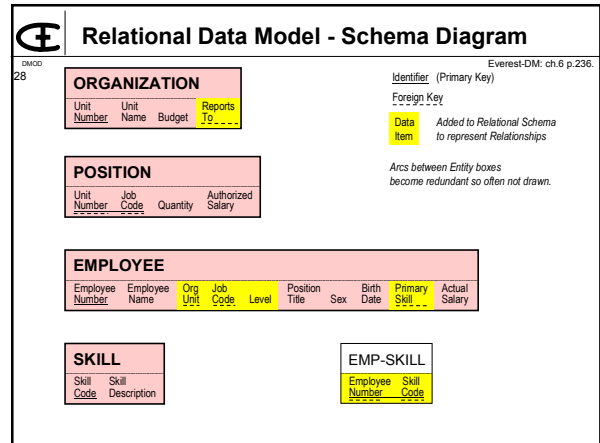 Relational Data Model - Schema Diagram
DMOD
28
Everest-DM: ch.6 p.236.
Identifier (Primary Key)
Foreign Key
Data Item
Added to Relational Schema
to represent Relationships
Arcs between Entity boxes
become redundant so often not drawn.
ORGANIZATION
Unit Unit Reports
Number Name Budget To
POSITION
Unit Job Authorized
Number Code Quantity Salary
EMPLOYEE
Employee Employee Org Job Position Birth Primary Actual
Number Name Unit Code Level Title Sex Date Skill Salary
SKILL
Skill Skill
Code Description
EMP-SKILL
Employee Skill
Number Code